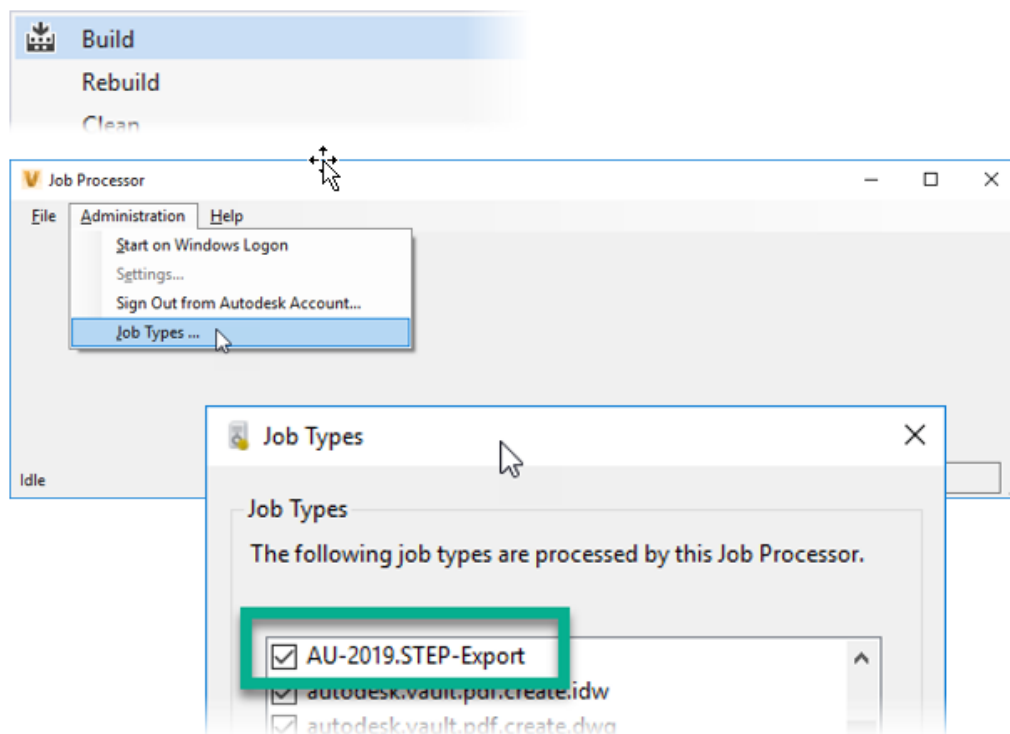 Build
Rebuild
Clean
Job Processor
File Administration Help
Start on Windows Logon
Settings...
Sign Out from Autodesk Account...
Job Types ...
Idle
Job Types
Job Types
The following job types are processed by this Job Processor.
AU-2019.STEP-Export
autodesk.vault.pdf.create.idw
autodesk.vault.pdf.create.dwg